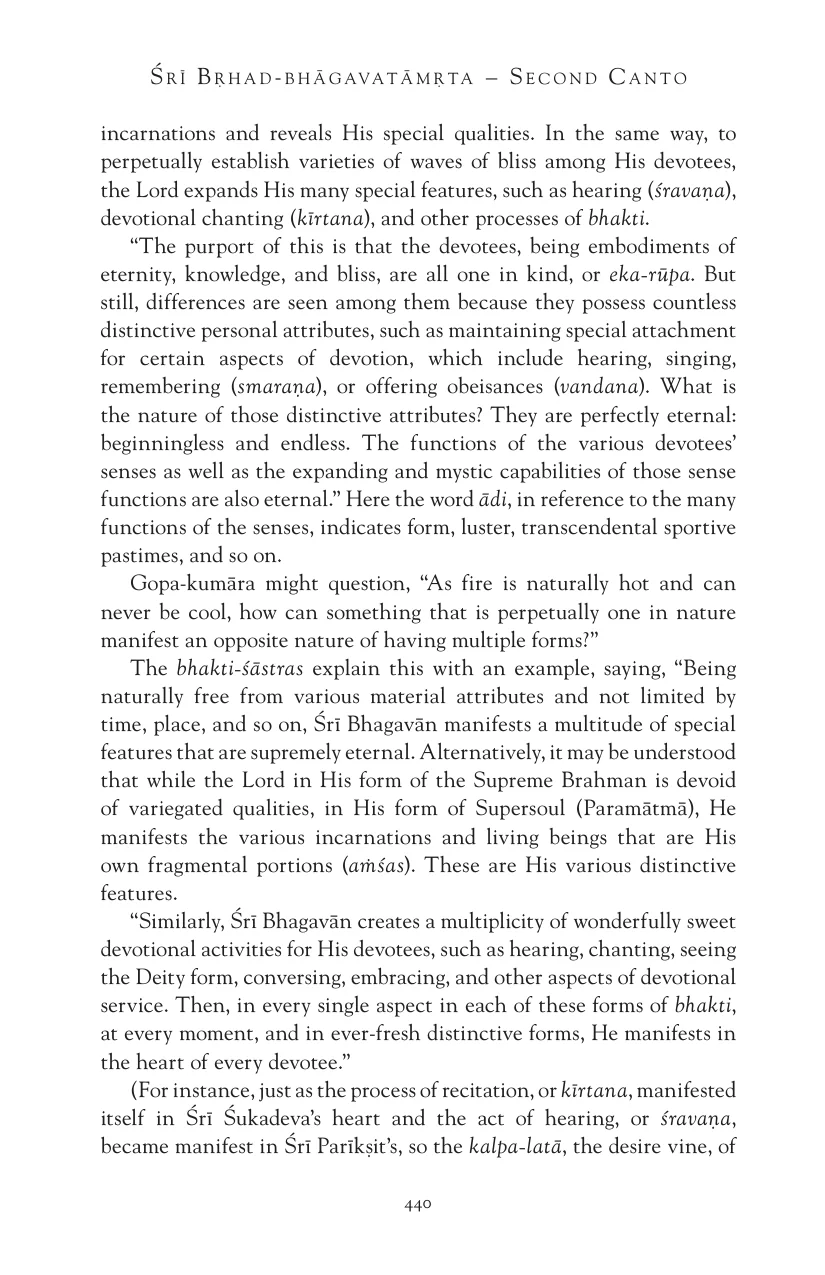 Śrī Bṛhad-bhāgavatāmṛta – Second Canto
incarnations and reveals His special qualities. In the same way, to
perpetually establish varieties of waves of bliss among His devotees,
the Lord expands His many special features, such as hearing (śravaṇa),
devotional chanting (kīrtana), and other processes of bhakti.
“The purport of this is that the devotees, being embodiments of
eternity, knowledge, and bliss, are all one in kind, or eka-rūpa. But
still, differences are seen among them because they possess countless
distinctive personal attributes, such as maintaining special attachment
for certain aspects of devotion, which include hearing, singing,
remembering (smaraṇa), or offering obeisances (vandana). What is
the nature of those distinctive attributes? They are perfectly eternal:
beginningless and endless. The functions of the various devotees’
senses as well as the expanding and mystic capabilities of those sense
functions are also eternal.” Here the word ādi, in reference to the many
functions of the senses, indicates form, luster, transcendental sportive
pastimes, and so on.
Gopa-kumāra might question, “As fire is naturally hot and can
never be cool, how can something that is perpetually one in nature
manifest an opposite nature of having multiple forms?”
The bhakti-śāstras explain this with an example, saying, “Being
naturally free from various material attributes and not limited by
time, place, and so on, Śrī Bhagavān manifests a multitude of special
features that are supremely eternal. Alternatively, it may be understood
that while the Lord in His form of the Supreme Brahman is devoid
of variegated qualities, in His form of Supersoul (Paramātmā), He
manifests the various incarnations and living beings that are His
own fragmental portions (aṁśas). These are His various distinctive
features.
“Similarly, Śrī Bhagavān creates a multiplicity of wonderfully sweet
devotional activities for His devotees, such as hearing, chanting, seeing
the Deity form, conversing, embracing, and other aspects of devotional
service. Then, in every single aspect in each of these forms of bhakti,
at every moment, and in ever-fresh distinctive forms, He manifests in
the heart of every devotee.”
(For instance, just as the process of recitation, or kīrtana, manifested
itself in Śrī Śukadeva’s heart and the act of hearing, or śravaṇa,
became manifest in Śrī Parīkṣit’s, so the kalpa-latā, the desire vine, of
440